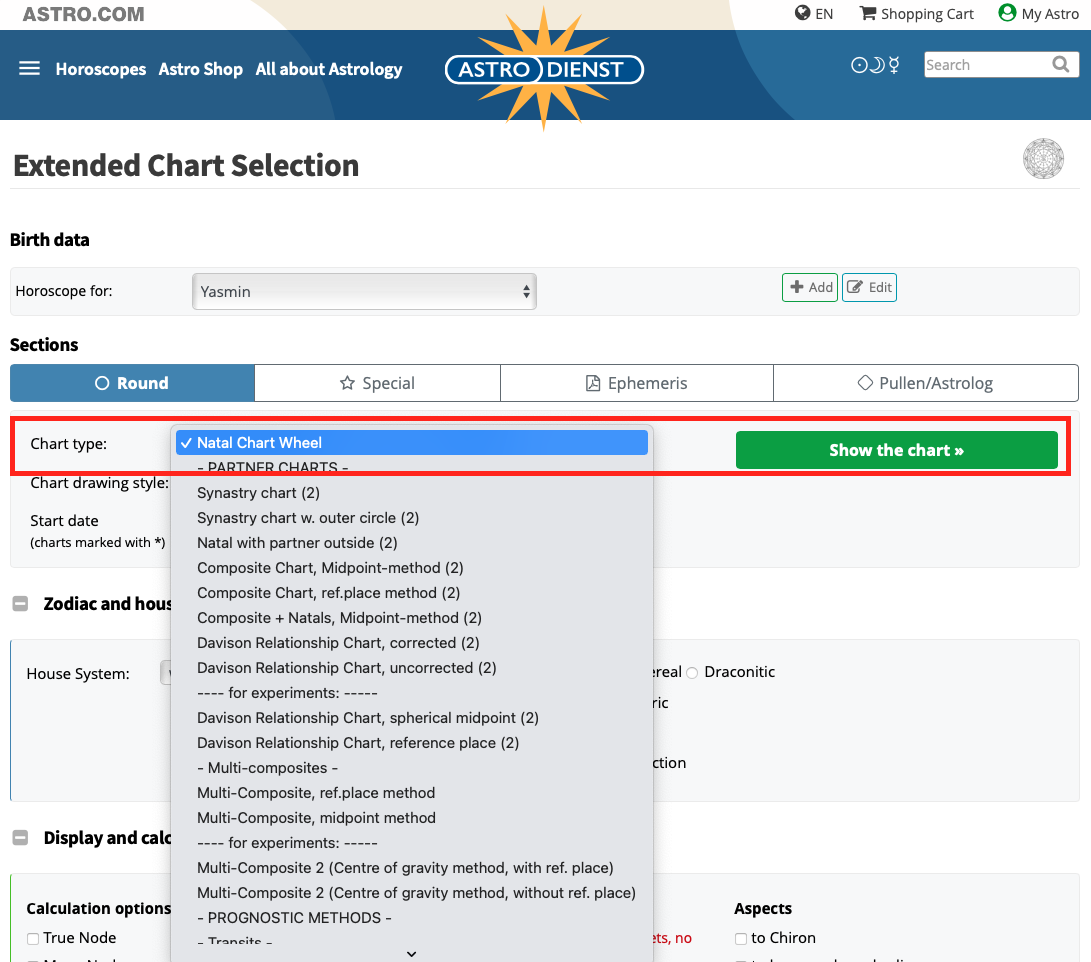 ASTRO.COM
EN Shopping Cart My Astro
Horoscopes Astro Shop All about Astrology
ASTRO DIENST
Search
Extended Chart Selection
Birth data
Horoscope for: Yasmin Add Edit
Sections
Round Special Ephemeris Pullen/Astrolog
Chart type: ✓ Natal Chart Wheel Show the chart »
- PARTNER CHARTS -
Chart drawing style:
Synastry chart (2)
Start date
Synastry chart w. outer circle (2)
(charts marked with *)
Natal with partner outside (2)
Composite Chart, Midpoint-method (2)
Composite Chart, ref.place method (2)
Zodiac and hous
Composite + Natals, Midpoint-method (2)
Davison Relationship Chart, corrected (2)
House System:
Davison Relationship Chart, uncorrected (2)
ereal Draconitic
---- for experiments: -----
ric
Davison Relationship Chart, spherical midpoint (2)
Davison Relationship Chart, reference place (2)
- Multi-composites -
ction
Multi-Composite, ref.place method
Multi-Composite, midpoint method
Display and calc
---- for experiments: -----
Multi-Composite 2 (Centre of gravity method, with ref. place)
Multi-Composite 2 (Centre of gravity method, without ref. place)
Calculation options
Aspects
- PROGNOSTIC METHODS -
True Node
- Transits -
ets, no
to Chiron